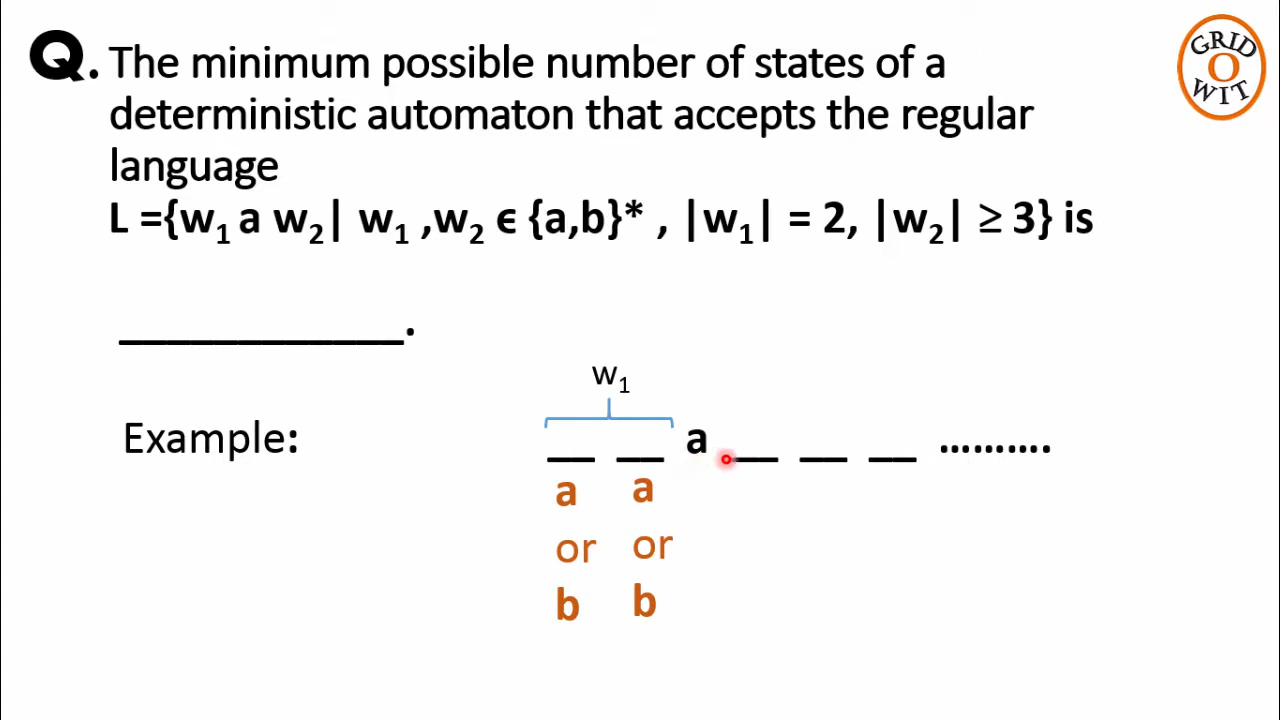 Q. The minimum possible number of states of a
deterministic automaton that accepts the regular
language
L ={w₁ a w₂| w₁ ,w₂ ϵ {a,b}* , |w₁| = 2, |w₂| ≥ 3} is
____________.
w₁
Example: __ __ a __ __ __ ……….
a a
or or
b b
GRID
O
WIT